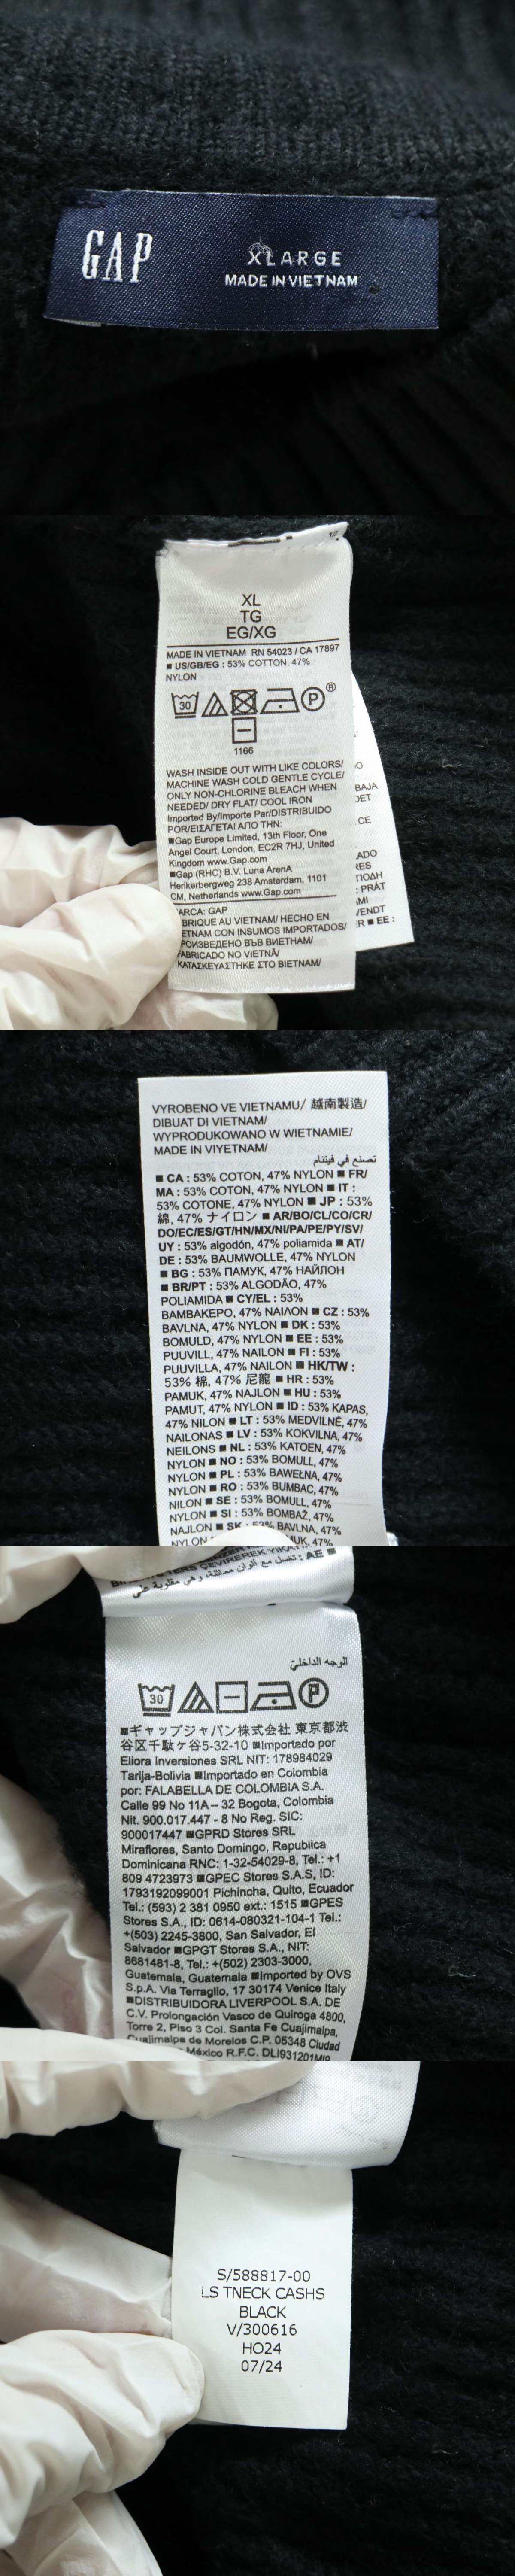 GAP
XLARGE
MADE IN VIETNAM
XL
TG
EG/XG
MADE IN VIETNAM RN 54023 / CA 17897
■ US/GB/EG : 53% COTTON, 47%
NYLON
30
P
®
1166
WASH INSIDE OUT WITH LIKE COLORS/
MACHINE WASH COLD GENTLE CYCLE/
ONLY NON-CHLORINE BLEACH WHEN
NEEDED/ DRY FLAT/ COOL IRON
Imported By/Importe Par/DISTRIBUIDO
POR/ΕΙΣΑΓΕΤΑΙ ΑΠΟ ΤΗΝ:
■Gap Europe Limited, 13th Floor, One
Angel Court, London, EC2R 7HJ, United
Kingdom www.Gap.com
■Gap (RHC) B.V. Luna ArenA
Herikerbergweg 238 Amsterdam, 1101
CM, Netherlands www.Gap.com
ARCA: GAP
BRIQUE AU VIETNAM/ HECHO EN
ETNAM CON INSUMOS IMPORTADOS/
РОИЗВЕДЕНО ВЪВ ВИЕТНАМ/
FABRICADO NO VIETNÃ/
ΚΑΤΑΣΚΕΥΑΣΤΗΚΕ ΣΤΟ ΒΙΕΤΝΑΜ/
VYROBENO VE VIETNAMU/ 越南製造/
DIBUAT DI VIETNAM/
WYPRODUKOWANO W WIETNAMIE/
MADE IN VIYETNAM/
تصنع في فيتنام
■ CA : 53% COTON, 47% NYLON ■ FR/
MA : 53% COTON, 47% NYLON ■ IT :
53% COTONE, 47% NYLON ■ JP : 53%
綿, 47% ナイロン ■ AR/BO/CL/CO/CR/
DO/EC/ES/GT/HN/MX/NI/PA/PE/PY/SV/
UY : 53% algodón, 47% poliamida ■ AT/
DE : 53% BAUMWOLLE, 47% NYLON
■ BG : 53% ПАМУК, 47% НАЙЛОН
■ BR/PT : 53% ALGODÃO, 47%
POLIAMIDA ■ CY/EL : 53%
ΒΑΜΒΑΚΕΡΟ, 47% ΝΑΙΛΟΝ ■ CZ : 53%
BAVLNA, 47% NYLON ■ DK : 53%
BOMULD, 47% NYLON ■ EE : 53%
PUUVILL, 47% NAILON ■ FI : 53%
PUUVILLA, 47% NAILON ■ HK/TW :
53% 棉, 47% 尼龍 ■ HR : 53%
PAMUK, 47% NAJLON ■ HU : 53%
PAMUT, 47% NYLON ■ ID : 53% KAPAS,
47% NILON ■ LT : 53% MEDVILNĖ, 47%
NAILONAS ■ LV : 53% KOKVILNA, 47%
NEILONS ■ NL : 53% KATOEN, 47%
NYLON ■ NO : 53% BOMULL, 47%
NYLON ■ PL : 53% BAWEŁNA, 47%
NYLON ■ RO : 53% BUMBAC, 47%
NILON ■ SE : 53% BOMULL, 47%
NYLON ■ SI : 53% BOMBAŽ, 47%
NAJLON ■ SK : 53% BAVLNA, 47%
الوجه الداخلي
30
P
■ギャップジャパン株式会社 東京都渋
谷区千駄ヶ谷5-32-10 ■Importado por
Eliora Inversiones SRL NIT: 178984029
Tarija-Bolivia ■Importado en Colombia
por: FALABELLA DE COLOMBIA S.A.
Calle 99 No 11A – 32 Bogota, Colombia
Nit. 900.017.447 - 8 No Reg. SIC:
900017447 ■GPRD Stores SRL
Miraflores, Santo Domingo, Republica
Dominicana RNC: 1-32-54029-8, Tel.: +1
809 4723973 ■GPEC Stores S.A.S, ID:
1793192099001 Pichincha, Quito, Ecuador
Tel.: (593) 2 381 0950 ext.: 1515 ■GPES
Stores S.A., ID: 0614-080321-104-1 Tel.:
+(503) 2245-3800, San Salvador, El
Salvador ■GPGT Stores S.A., NIT:
8681481-8, Tel.: +(502) 2303-3000,
Guatemala, Guatemala ■Imported by OVS
S.p.A. Via Terraglio, 17 30174 Venice Italy
■DISTRIBUIDORA LIVERPOOL S.A. DE
C.V. Prolongación Vasco de Quiroga 4800,
Torre 2, Piso 3 Col. Santa Fe Cuajimalpa,
Cuajimalpa de Morelos C.P. 05348 Ciudad
México R.F.C.
S/588817-00
LS TNECK CASHS
BLACK
V/300616
HO24
07/24